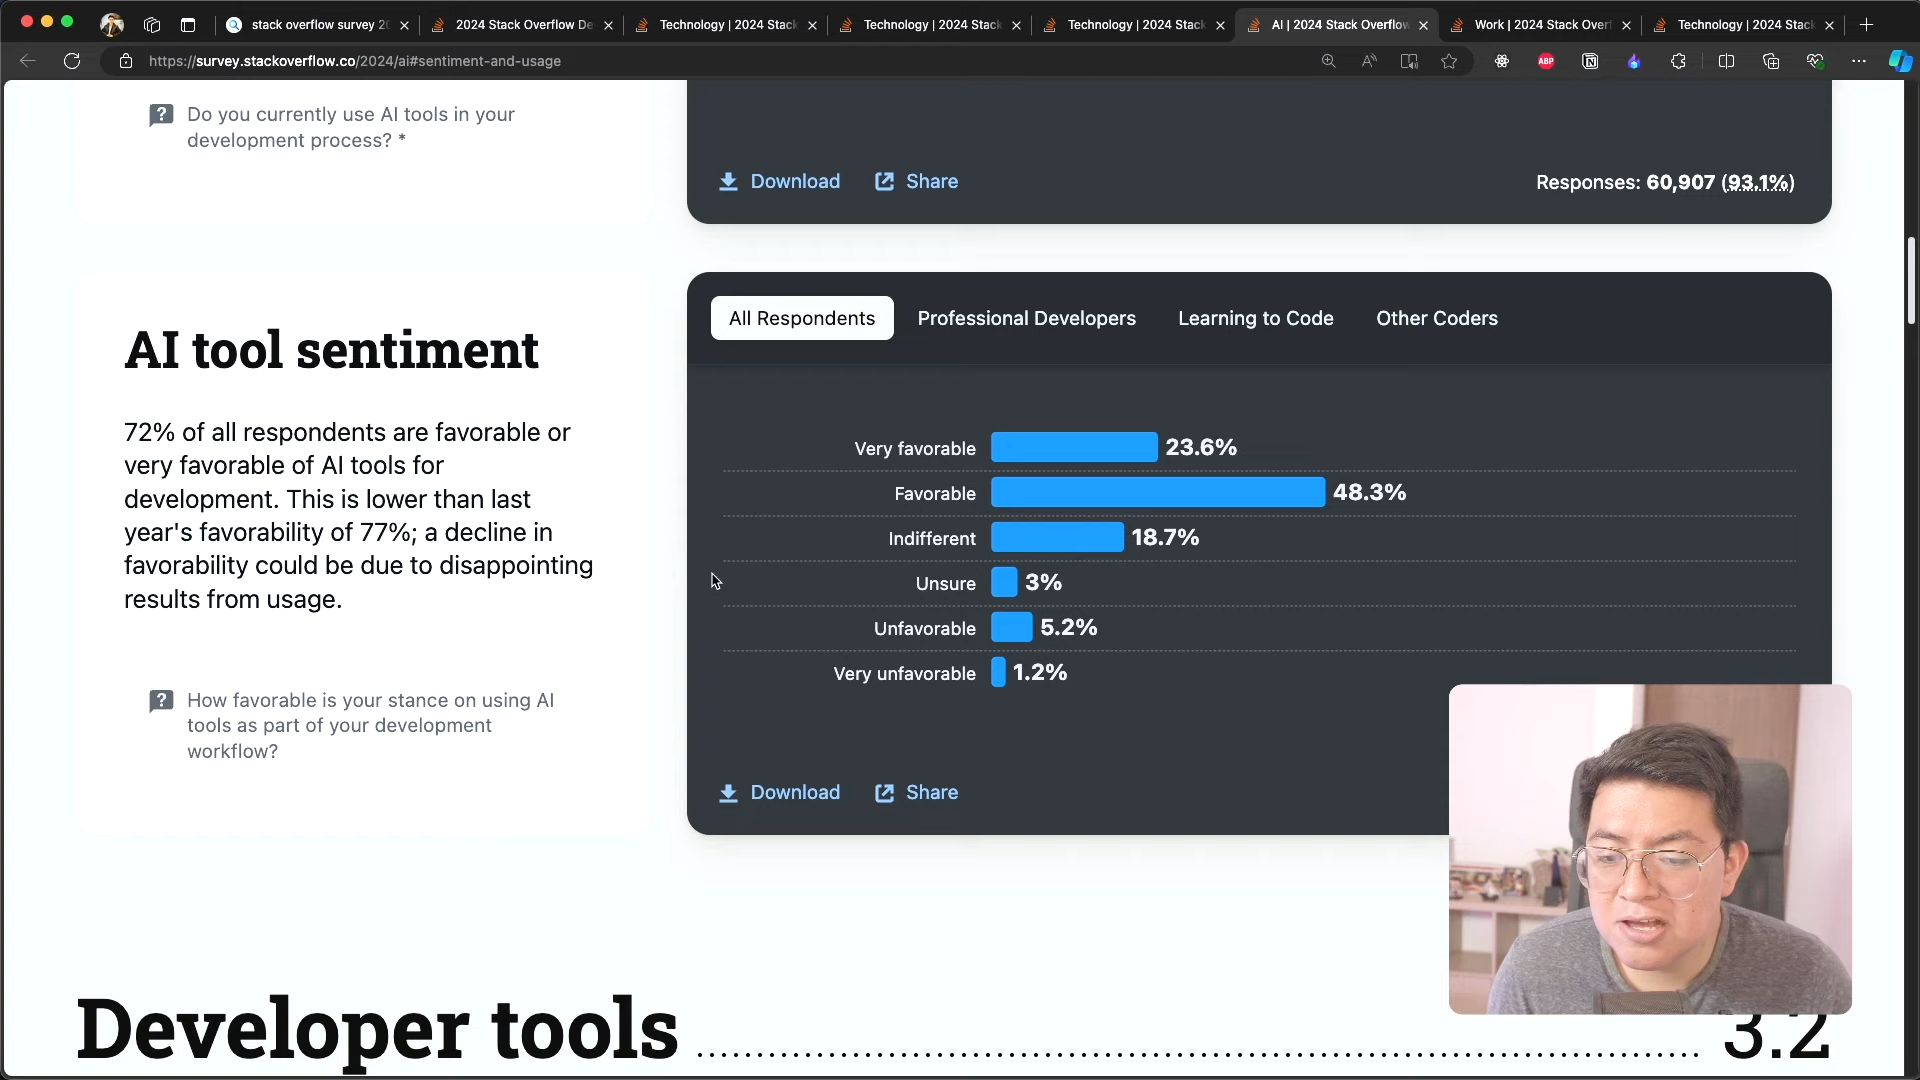 stack overflow survey 20
2024 Stack Overflow De
Technology | 2024 Stack
Technology | 2024 Stack
Technology | 2024 Stack
AI | 2024 Stack Overflow
Work | 2024 Stack Overf
Technology | 2024 Stack
https://survey.stackoverflow.co/2024/ai#sentiment-and-usage
ABP
Do you currently use AI tools in your
development process? *
Download
Share
Responses: 60,907 (93.1%)
AI tool sentiment
72% of all respondents are favorable or
very favorable of AI tools for
development. This is lower than last
year's favorability of 77%; a decline in
favorability could be due to disappointing
results from usage.
How favorable is your stance on using AI
tools as part of your development
workflow?
All Respondents
Professional Developers
Learning to Code
Other Coders
Very favorable 23.6%
Favorable 48.3%
Indifferent 18.7%
Unsure 3%
Unfavorable 5.2%
Very unfavorable 1.2%
Download
Share
Developer tools
3.2